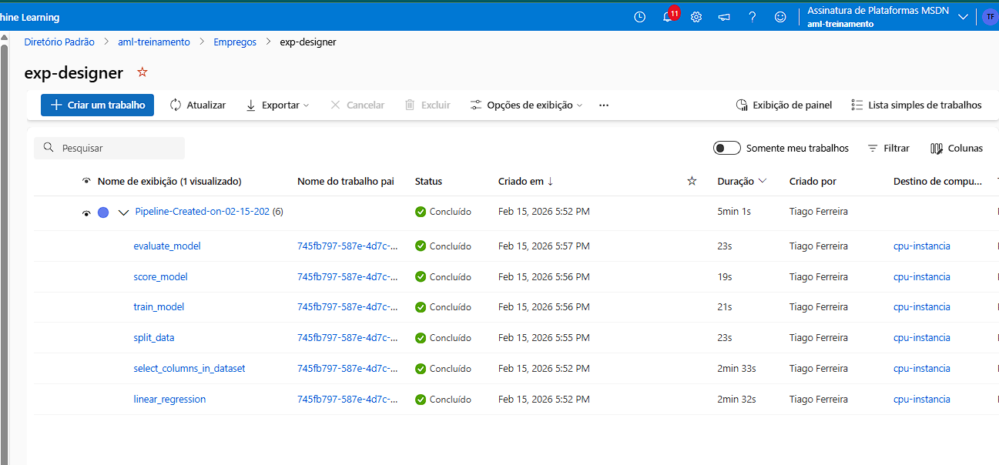 hine Learning
11
Assinatura de Plataformas MSDN
aml-treinamento
TF
Diretório Padrão > aml-treinamento > Empregos > exp-designer
exp-designer
Criar um trabalho Atualizar Exportar Cancelar Excluir Opções de exibição ... Exibição de painel Lista simples de trabalhos
Pesquisar Somente meu trabalhos Filtrar Colunas
Nome de exibição (1 visualizado) Nome do trabalho pai Status Criado em ↓ Duração Criado por Destino de compu...
Pipeline-Created-on-02-15-202 (6) Concluído Feb 15, 2026 5:52 PM 5min 1s Tiago Ferreira
evaluate_model 745fb797-587e-4d7c-... Concluído Feb 15, 2026 5:57 PM 23s Tiago Ferreira cpu-instancia
score_model 745fb797-587e-4d7c-... Concluído Feb 15, 2026 5:56 PM 19s Tiago Ferreira cpu-instancia
train_model 745fb797-587e-4d7c-... Concluído Feb 15, 2026 5:56 PM 21s Tiago Ferreira cpu-instancia
split_data 745fb797-587e-4d7c-... Concluído Feb 15, 2026 5:55 PM 23s Tiago Ferreira cpu-instancia
select_columns_in_dataset 745fb797-587e-4d7c-... Concluído Feb 15, 2026 5:52 PM 2min 33s Tiago Ferreira cpu-instancia
linear_regression 745fb797-587e-4d7c-... Concluído Feb 15, 2026 5:52 PM 2min 32s Tiago Ferreira cpu-instancia